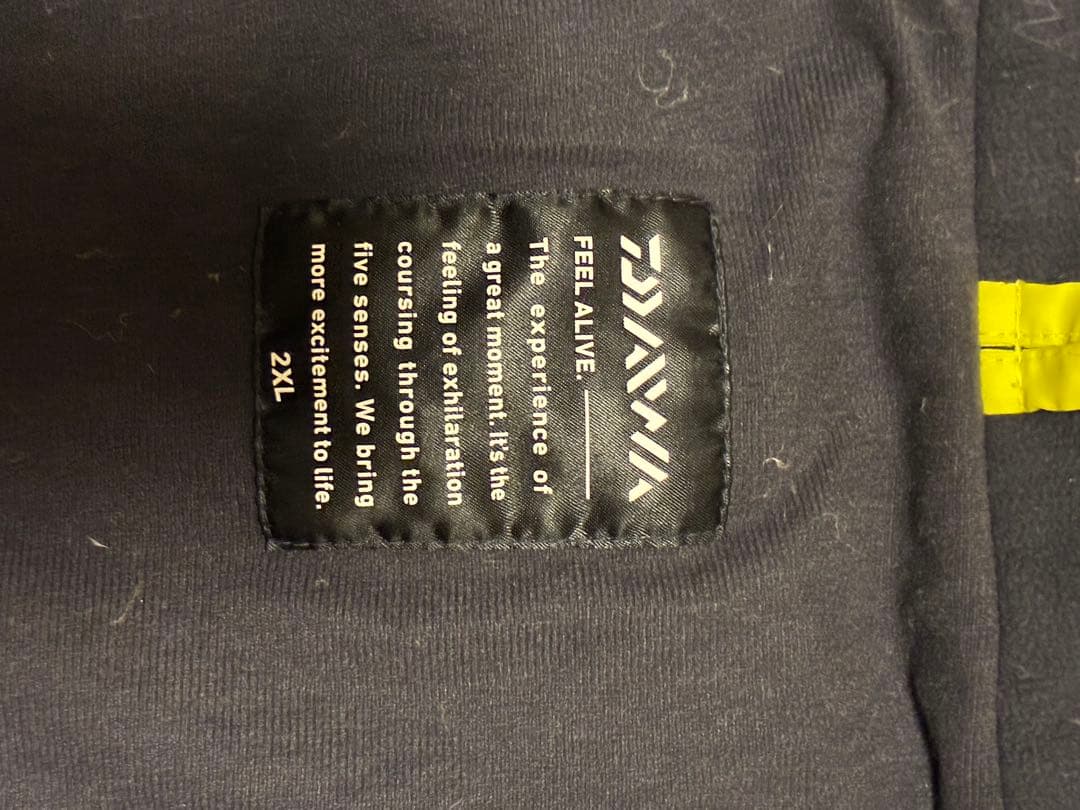 DAIWA
FEEL ALIVE.
The experience of
a great moment. It's the
feeling of exhilaration
coursing through the
five senses. We bring
more excitement to life.
2XL